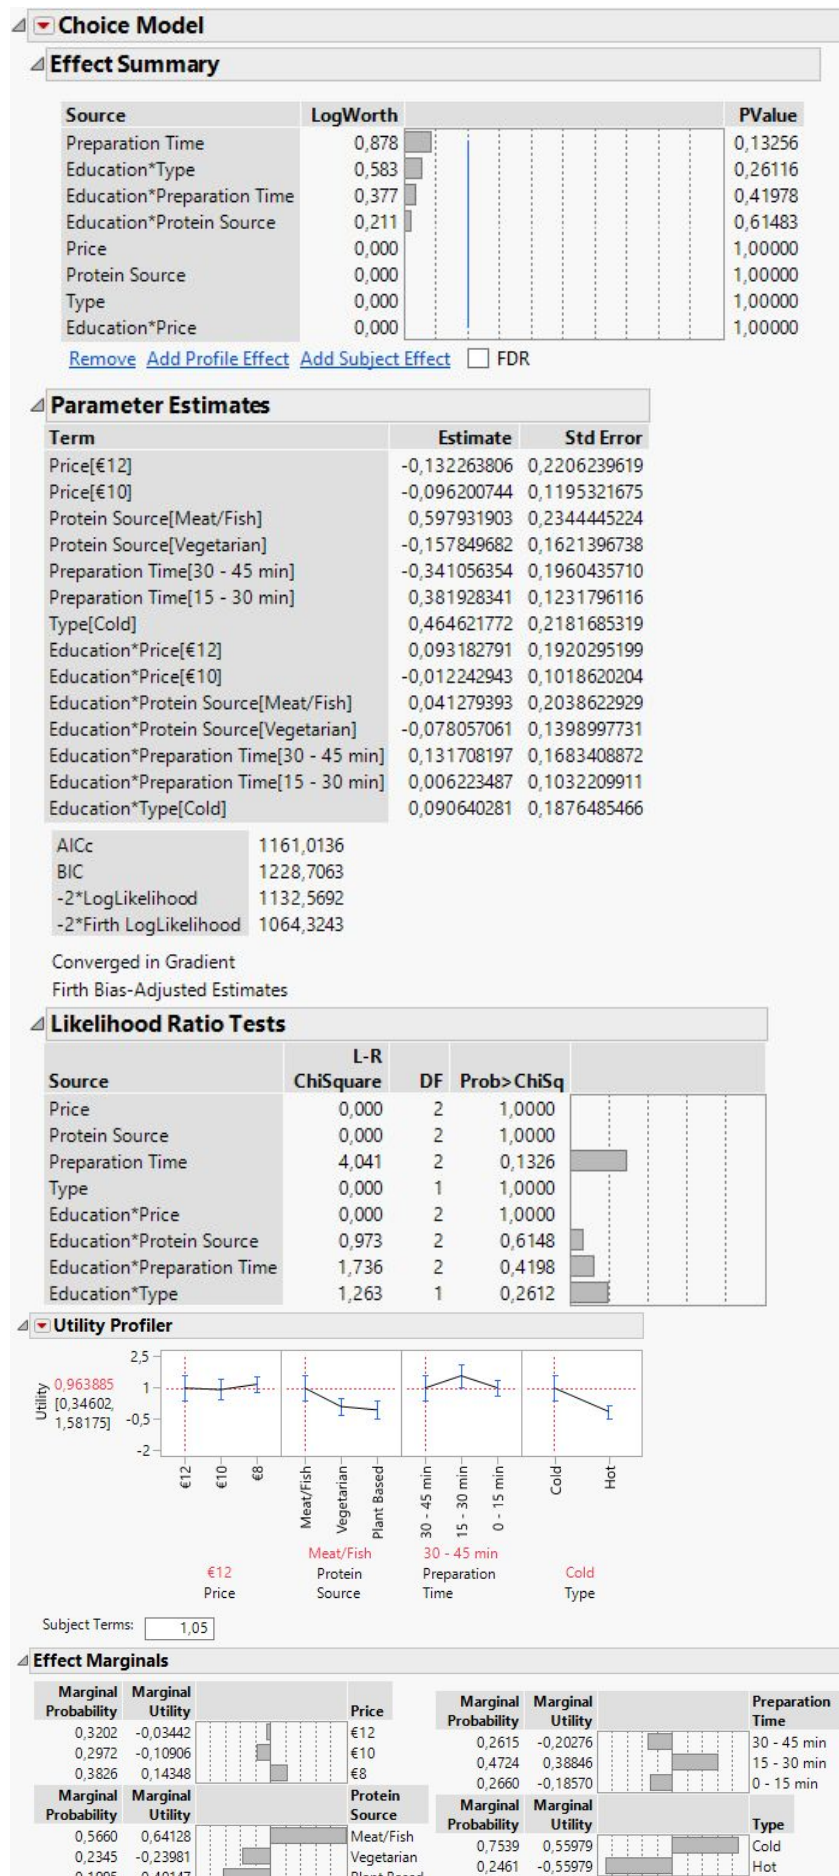 Choice Model
Effect Summary
Source LogWorth PValue
Preparation Time 0,878 0,13256
Education*Type 0,583 0,26116
Education*Preparation Time 0,377 0,41978
Education*Protein Source 0,211 0,61483
Price 0,000 1,00000
Protein Source 0,000 1,00000
Type 0,000 1,00000
Education*Price 0,000 1,00000
Remove Add Profile Effect Add Subject Effect FDR
Parameter Estimates
Term Estimate Std Error
Price[€12] -0,132263806 0,2206239619
Price[€10] -0,096200744 0,1195321675
Protein Source[Meat/Fish] 0,597931903 0,2344445224
Protein Source[Vegetarian] -0,157849682 0,1621396738
Preparation Time[30 - 45 min] -0,341056354 0,1960435710
Preparation Time[15 - 30 min] 0,381928341 0,1231796116
Type[Cold] 0,464621772 0,2181685319
Education*Price[€12] 0,093182791 0,1920295199
Education*Price[€10] -0,012242943 0,1018620204
Education*Protein Source[Meat/Fish] 0,041279393 0,2038622929
Education*Protein Source[Vegetarian] -0,078057061 0,1398997731
Education*Preparation Time[30 - 45 min] 0,131708197 0,1683408872
Education*Preparation Time[15 - 30 min] 0,006223487 0,1032209911
Education*Type[Cold] 0,090640281 0,1876485466
AICc 1161,0136
BIC 1228,7063
-2*LogLikelihood 1132,5692
-2*Firth LogLikelihood 1064,3243
Converged in Gradient
Firth Bias-Adjusted Estimates
Likelihood Ratio Tests
L-R
Source ChiSquare DF Prob>ChiSq
Price 0,000 2 1,0000
Protein Source 0,000 2 1,0000
Preparation Time 4,041 2 0,1326
Type 0,000 1 1,0000
Education*Price 0,000 2 1,0000
Education*Protein Source 0,973 2 0,6148
Education*Preparation Time 1,736 2 0,4198
Education*Type 1,263 1 0,2612
Utility Profiler
Utility
0,963885
[0,34602,
1,58175]
2,5
1
-0,5
-2
€12 €10 €8
Meat/Fish Vegetarian Plant Based
30 - 45 min 15 - 30 min 0 - 15 min
Cold Hot
€12
Price
Meat/Fish
Protein
Source
30 - 45 min
Preparation
Time
Cold
Type
Subject Terms: 1,05
Effect Marginals
Marginal Marginal
Probability Utility Price
0,3202 -0,03442 €12
0,2972 -0,10906 €10
0,3826 0,14348 €8
Marginal Marginal Protein
Probability Utility Source
0,5660 0,64128 Meat/Fish
0,2345 -0,23981 Vegetarian
Marginal Marginal Preparation
Probability Utility Time
0,2615 -0,20276 30 - 45 min
0,4724 0,38846 15 - 30 min
0,2660 -0,18570 0 - 15 min
Marginal Marginal
Probability Utility Type
0,7539 0,55979 Cold
0,2461 -0,55979 Hot